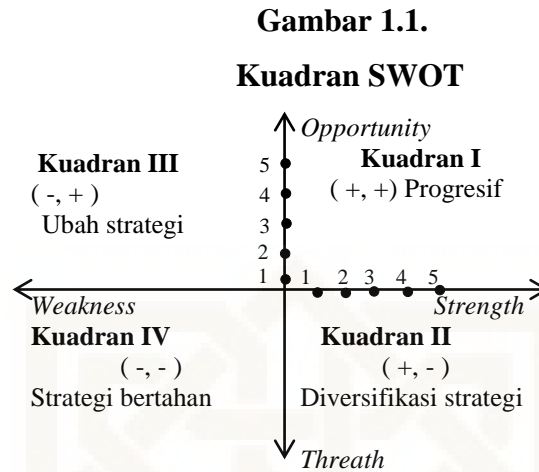 Gambar 1.1.
Kuadran SWOT
Opportunity
Kuadran III
Kuadran I
( -, + )
( +, +) Progresif
Ubah strategi
5
4
3
2
1
1 2 3 4 5
Weakness
Strength
Kuadran IV
Kuadran II
( -, - )
( +, - )
Strategi bertahan
Diversifikasi strategi
Threath